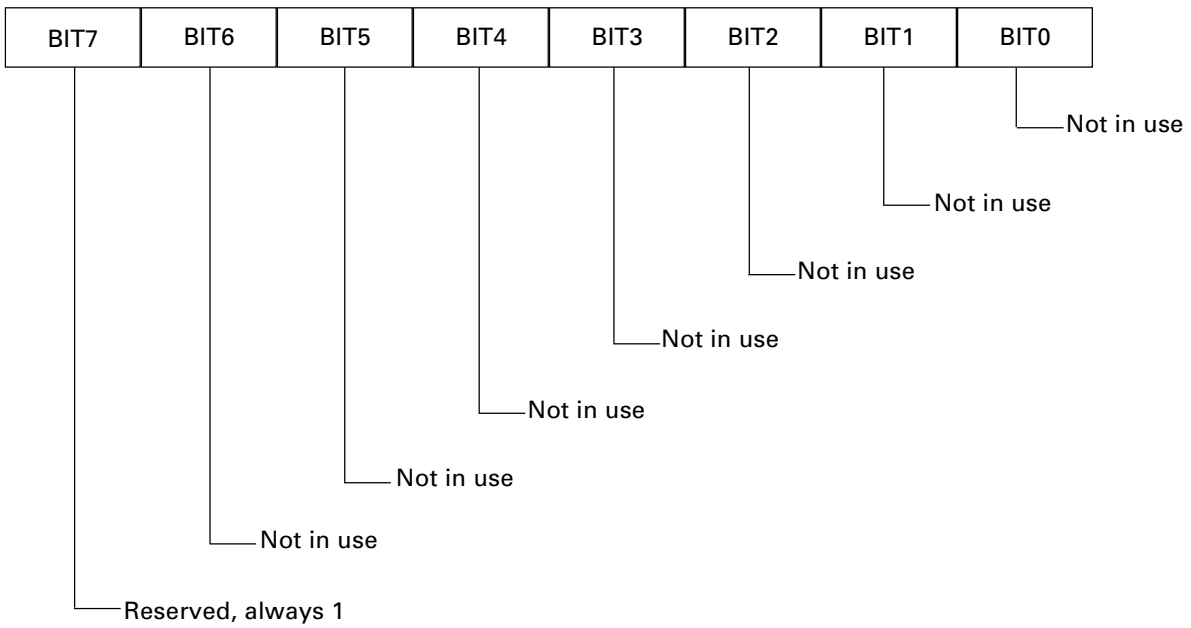 BIT7 BIT6 BIT5 BIT4 BIT3 BIT2 BIT1 BIT0
Not in use
Not in use
Not in use
Not in use
Not in use
Not in use
Not in use
Reserved, always 1